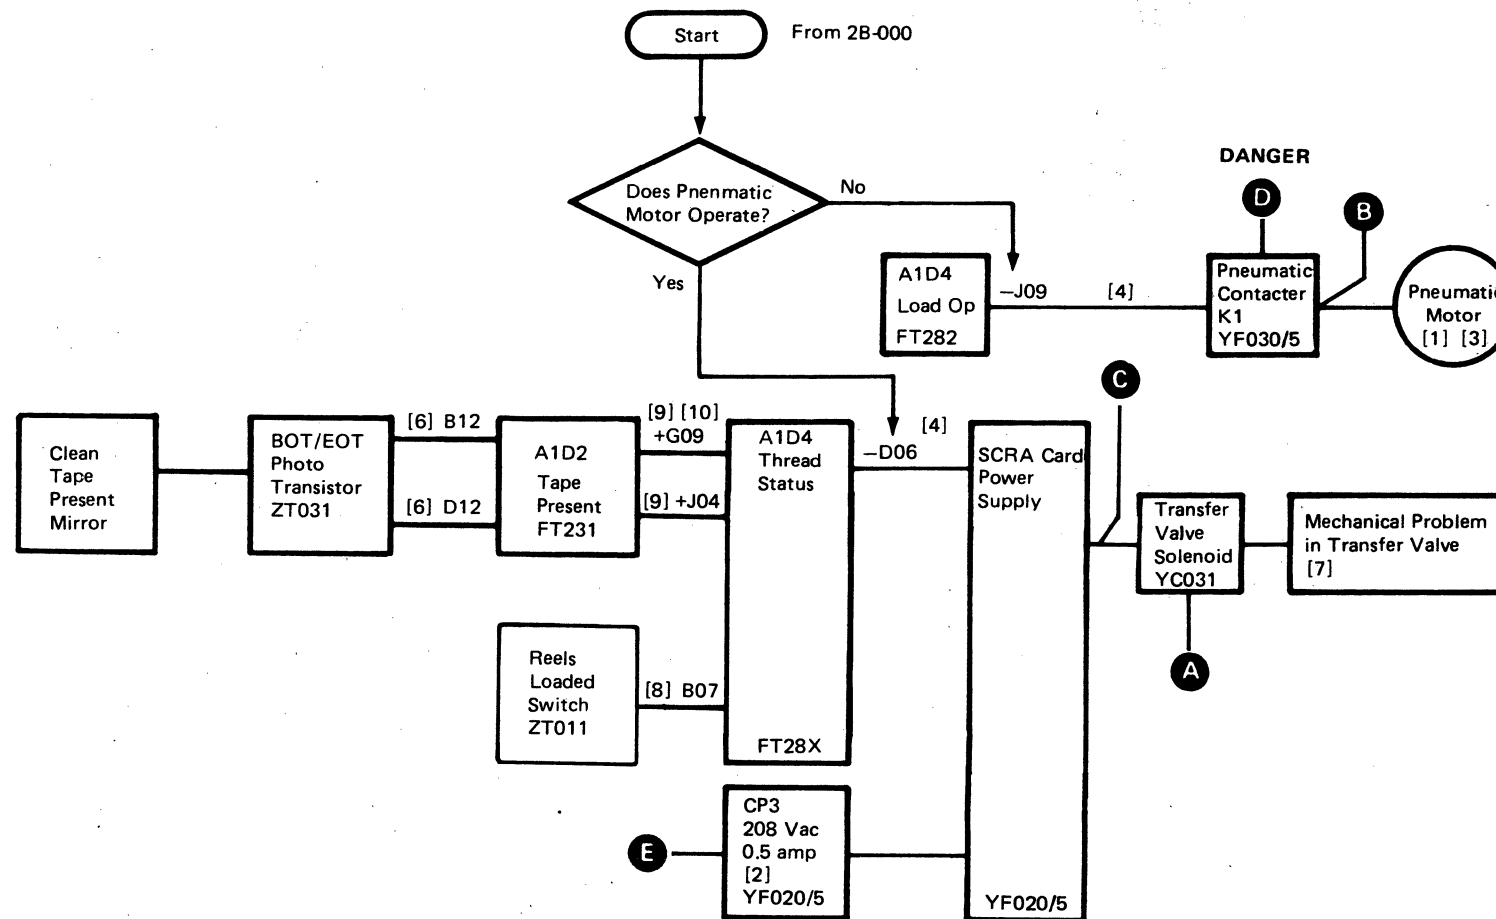 Start
From 2B-000
Does Pnenmatic
Motor Operate?
No
Yes
DANGER
D
B
A1D4
Load Op
FT282
—J09
[4]
Pneumatic
Contacter
K1
YF030/5
Pneumatic
Motor
[1] [3]
C
Clean
Tape
Present
Mirror
BOT/EOT
Photo
Transistor
ZT031
[6] B12
[6] D12
A1D2
Tape
Present
FT231
[9] [10]
+G09
[9] +J04
A1D4
Thread
Status
FT28X
—D06
[4]
SCRA Card
Power
Supply
YF020/5
Transfer
Valve
Solenoid
YC031
A
Mechanical Problem
in Transfer Valve
[7]
Reels
Loaded
Switch
ZT011
[8] B07
E
CP3
208 Vac
0.5 amp
[2]
YF020/5